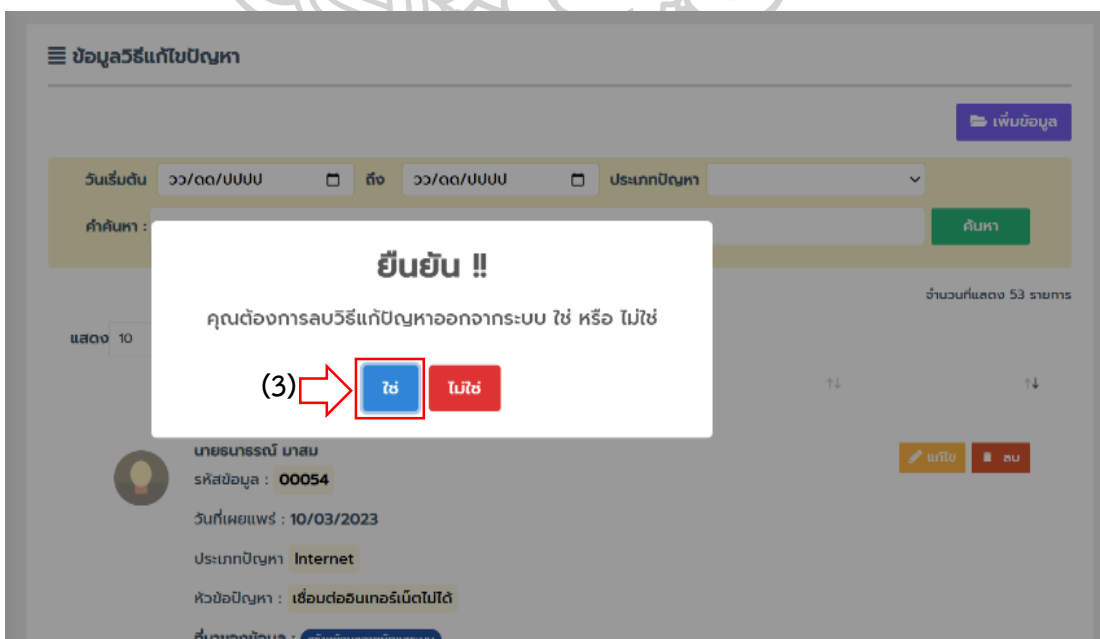 ข้อมูลวิธีแก้ไขปัญหา
เพิ่มข้อมูล
วันเริ่มต้น วว/ดด/ปปปป ถึง วว/ดด/ปปปป ประเภทปัญหา
คำค้นหา : ค้นหา
ยืนยัน !!
จำนวนที่แสดง 53 รายการ
คุณต้องการลบวิธีแก้ปัญหาออกจากระบบ ใช่ หรือ ไม่ใช่
แสดง 10
(3) ใช่ ไม่ใช่
นายธนาธรณ์ มาสม
แก้ไข ลบ
รหัสข้อมูล : 00054
วันที่เผยแพร่ : 10/03/2023
ประเภทปัญหา Internet
หัวข้อปัญหา : เชื่อมต่ออินเทอร์เน็ตไม่ได้
ที่มาของข้อมูล :